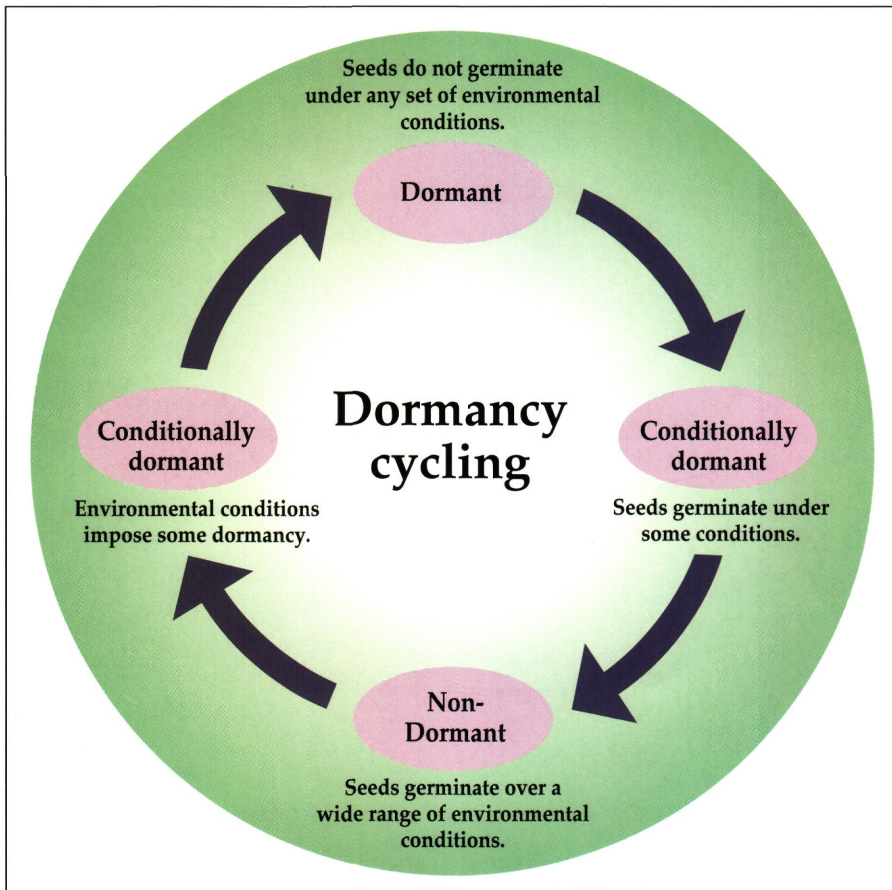 Seeds do not germinate
under any set of environmental
conditions.
Dormant
Conditionally
dormant
Environmental conditions
impose some dormancy.
Dormancy
cycling
Conditionally
dormant
Seeds germinate under
some conditions.
Non-
Dormant
Seeds germinate over a
wide range of environmental
conditions.